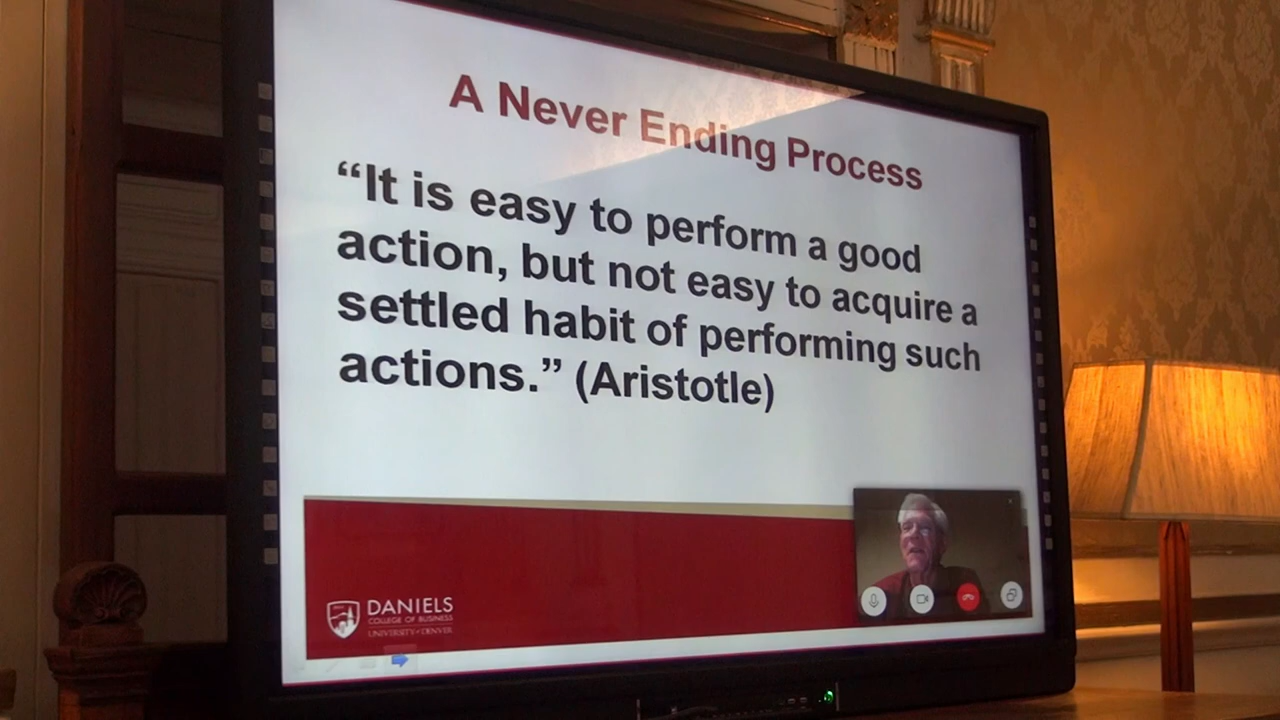 A Never Ending Process
“It is easy to perform a good
action, but not easy to acquire a
settled habit of performing such
actions.” (Aristotle)
DANIELS
COLLEGE OF BUSINESS
UNIVERSITY OF DENVER